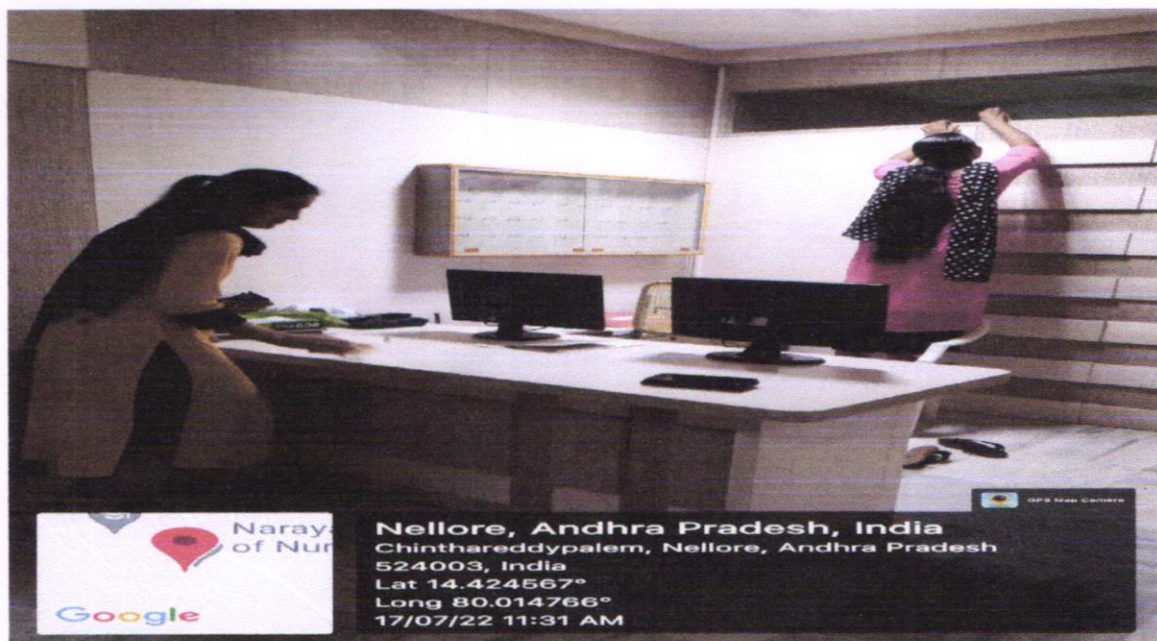 GPS Map Camera
Naray
of Nur
Google
Nellore, Andhra Pradesh, India
Chinthareddypalem, Nellore, Andhra Pradesh
524003, India
Lat 14.424567°
Long 80.014766°
17/07/22 11:31 AM